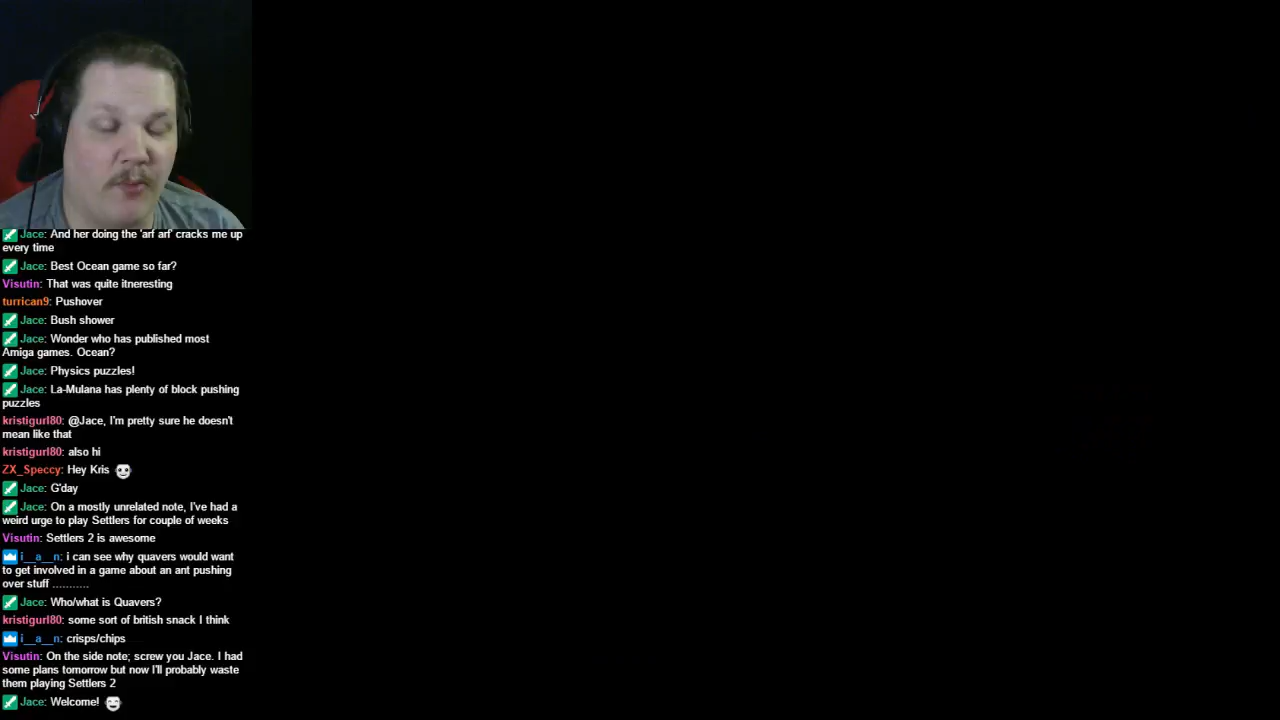 Jace: And her doing the 'arf arf' cracks me up
every time
Jace: Best Ocean game so far?
Visutin: That was quite itneresting
turrican9: Pushover
Jace: Bush shower
Jace: Wonder who has published most
Amiga games. Ocean?
Jace: Physics puzzles!
Jace: La-Mulana has plenty of block pushing
puzzles
kristigurl80: @Jace, I'm pretty sure he doesn't
mean like that
kristigurl80: also hi
ZX_Speccy: Hey Kris
Jace: G'day
Jace: On a mostly unrelated note, I've had a
weird urge to play Settlers for couple of weeks
Visutin: Settlers 2 is awesome
i__a__n: i can see why quavers would want
to get involved in a game about an ant pushing
over stuff ...........
Jace: Who/what is Quavers?
kristigurl80: some sort of british snack I think
i__a__n: crisps/chips
Visutin: On the side note; screw you Jace. I had
some plans tomorrow but now I'll probably waste
them playing Settlers 2
Jace: Welcome!